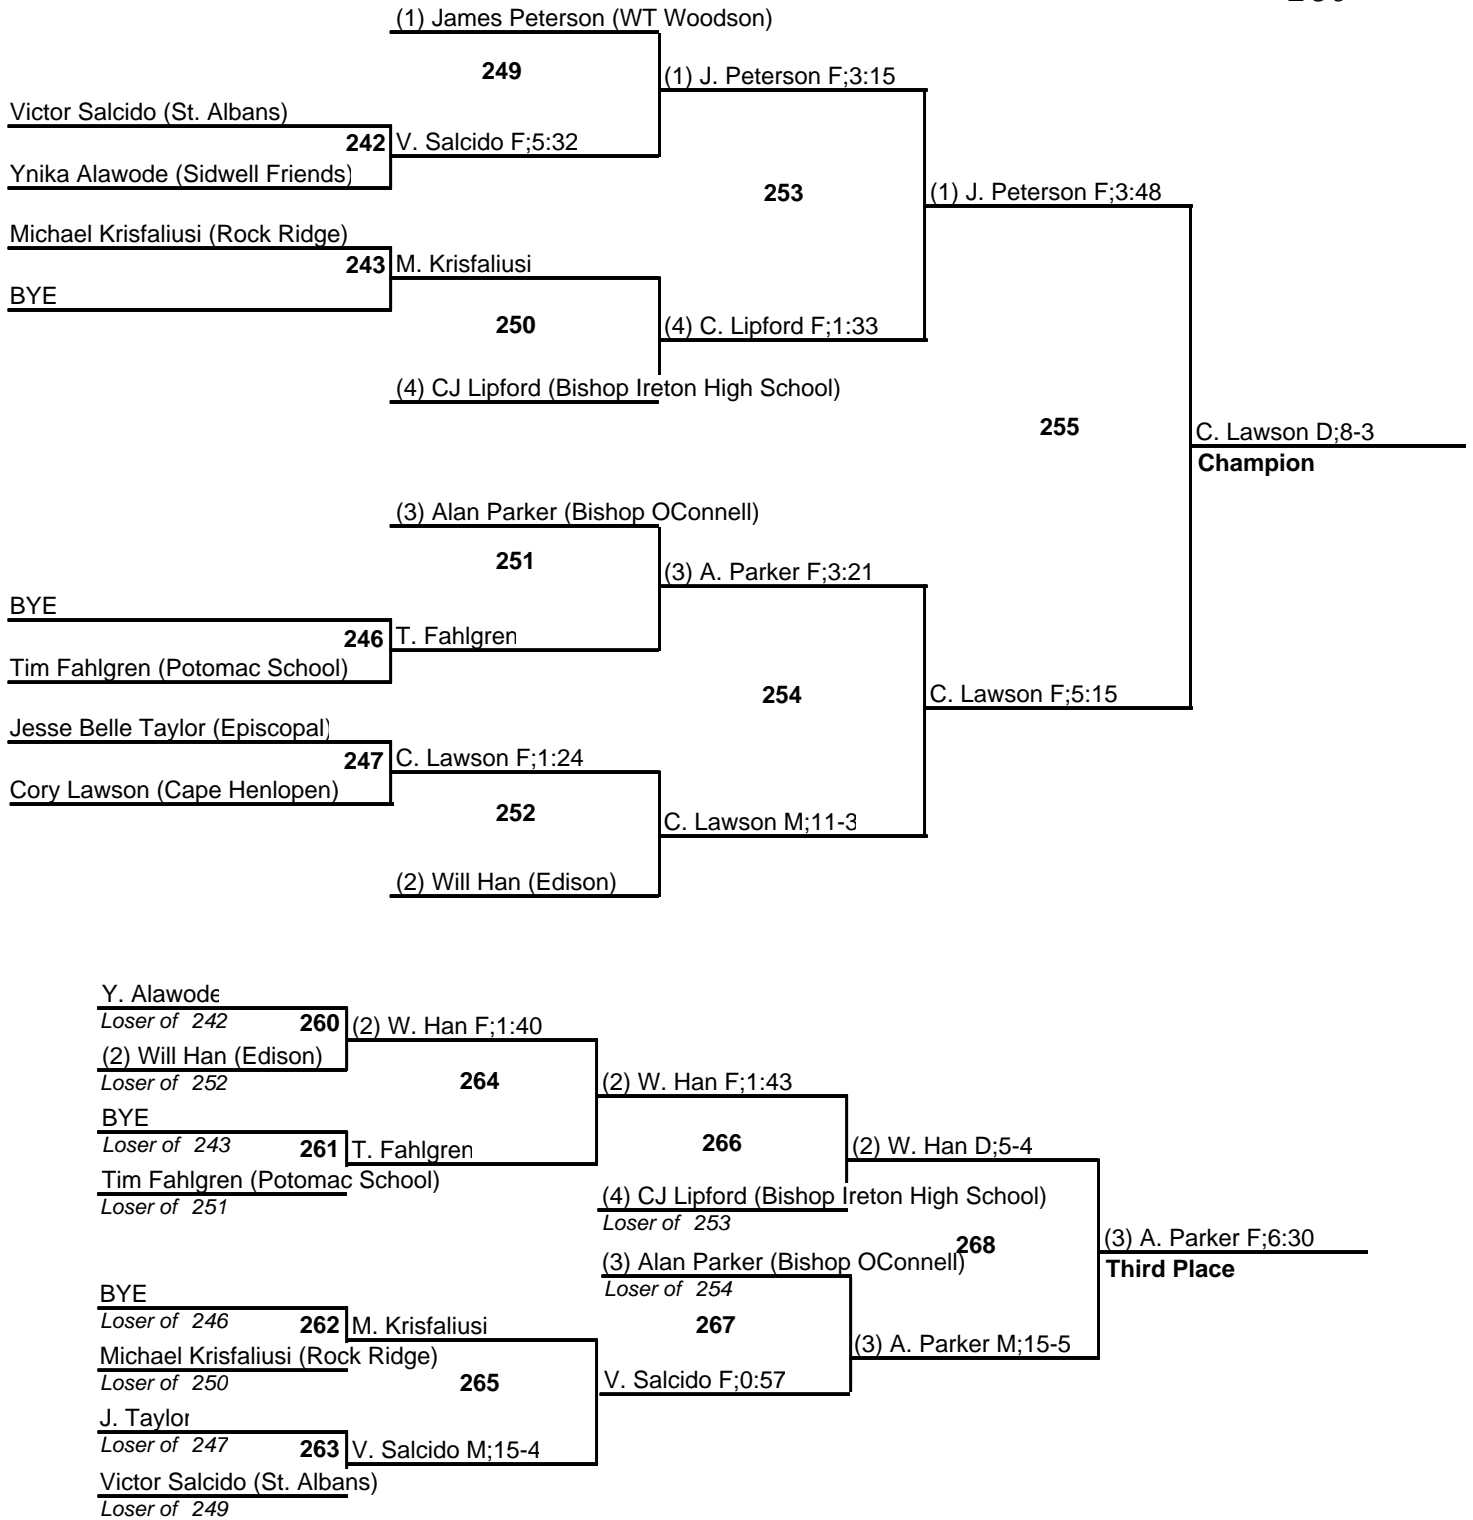 (1) James Peterson (WT Woodson)
249
(1) J. Peterson F;3:15
Victor Salcido (St. Albans)
242
V. Salcido F;5:32
Ynika Alawode (Sidwell Friends)
253
(1) J. Peterson F;3:48
Michael Krisfaliusi (Rock Ridge)
243
M. Krisfaliusi
BYE
250
(4) C. Lipford F;1:33
(4) CJ Lipford (Bishop Ireton High School)
255
C. Lawson D;8-3
Champion
(3) Alan Parker (Bishop OConnell)
251
(3) A. Parker F;3:21
BYE
246
T. Fahlgren
Tim Fahlgren (Potomac School)
254
C. Lawson F;5:15
Jesse Belle Taylor (Episcopal)
247
C. Lawson F;1:24
Cory Lawson (Cape Henlopen)
252
C. Lawson M;11-3
(2) Will Han (Edison)
Y. Alawode
Loser of 242
260
(2) W. Han F;1:40
(2) Will Han (Edison)
Loser of 252
264
(2) W. Han F;1:43
BYE
Loser of 243
261
T. Fahlgren
266
(2) W. Han D;5-4
Tim Fahlgren (Potomac School)
Loser of 251
(4) CJ Lipford (Bishop Ireton High School)
Loser of 253
268
(3) A. Parker F;6:30
Third Place
(3) Alan Parker (Bishop OConnell)
Loser of 254
BYE
Loser of 246
262
M. Krisfaliusi
267
(3) A. Parker M;15-5
Michael Krisfaliusi (Rock Ridge)
Loser of 250
265
V. Salcido F;0:57
J. Taylor
Loser of 247
263
V. Salcido M;15-4
Victor Salcido (St. Albans)
Loser of 249